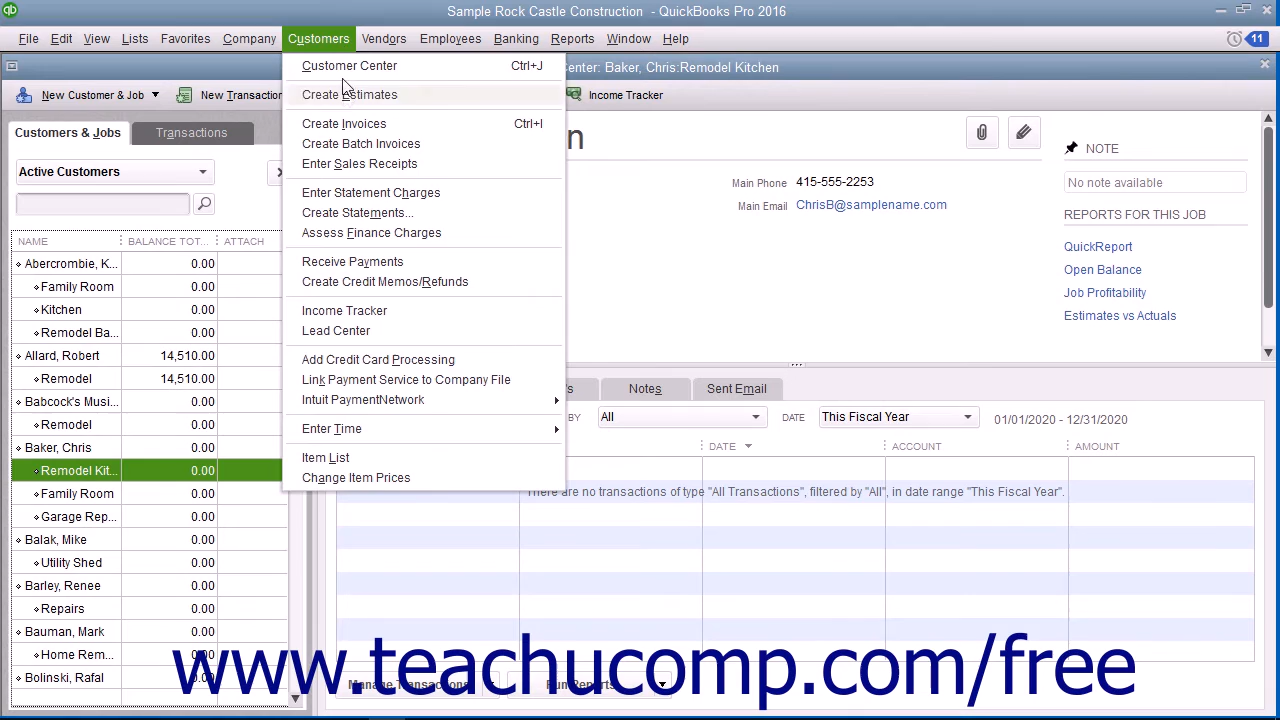 Sample Rock Castle Construction - QuickBooks Pro 2016
File Edit View Lists Favorites Company Customers Vendors Employees Banking Reports Window Help 11
Center: Baker, Chris:Remodel Kitchen
New Customer & Job New Transaction Income Tracker
Customers & Jobs Transactions
Active Customers
NAME BALANCE TOT... ATTACH
Abercrombie, K... 0.00
Family Room 0.00
Kitchen 0.00
Remodel Ba... 0.00
Allard, Robert 14,510.00
Remodel 14,510.00
Babcock's Musi... 0.00
Remodel 0.00
Baker, Chris 0.00
Remodel Kit... 0.00
Family Room 0.00
Garage Rep... 0.00
Balak, Mike 0.00
Utility Shed 0.00
Barley, Renee 0.00
Repairs 0.00
Bauman, Mark 0.00
Home Rem... 0.00
Bolinski, Rafal 0.00
Customer Center Ctrl+J
Create Estimates
Create Invoices Ctrl+I
Create Batch Invoices
Enter Sales Receipts
Enter Statement Charges
Create Statements...
Assess Finance Charges
Receive Payments
Create Credit Memos/Refunds
Income Tracker
Lead Center
Add Credit Card Processing
Link Payment Service to Company File
Intuit PaymentNetwork
Enter Time
Item List
Change Item Prices
Main Phone 415-555-2253
Main Email ChrisB@samplename.com
NOTE
No note available
REPORTS FOR THIS JOB
QuickReport
Open Balance
Job Profitability
Estimates vs Actuals
Notes Sent Email
BY All DATE This Fiscal Year 01/01/2020 - 12/31/2020
DATE ACCOUNT AMOUNT
There are no transactions of type "All Transactions", filtered by "All", in date range "This Fiscal Year".
Manage Transactions Run Reports
www.teachucomp.com/free